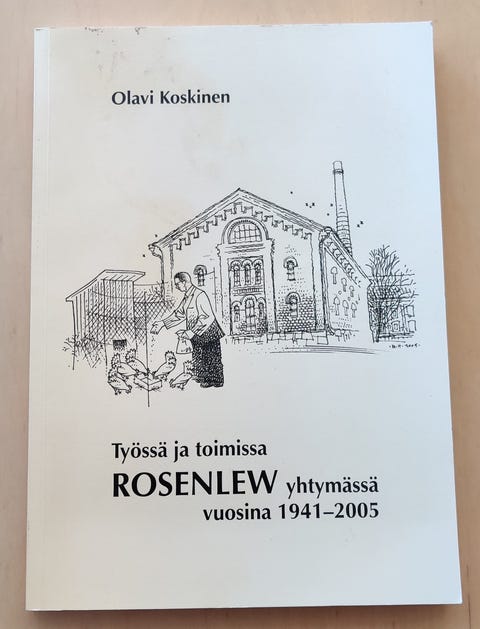 Olavi Koskinen
Työssä ja toimissa
ROSENLEW yhtymässä
vuosina 1941–2005